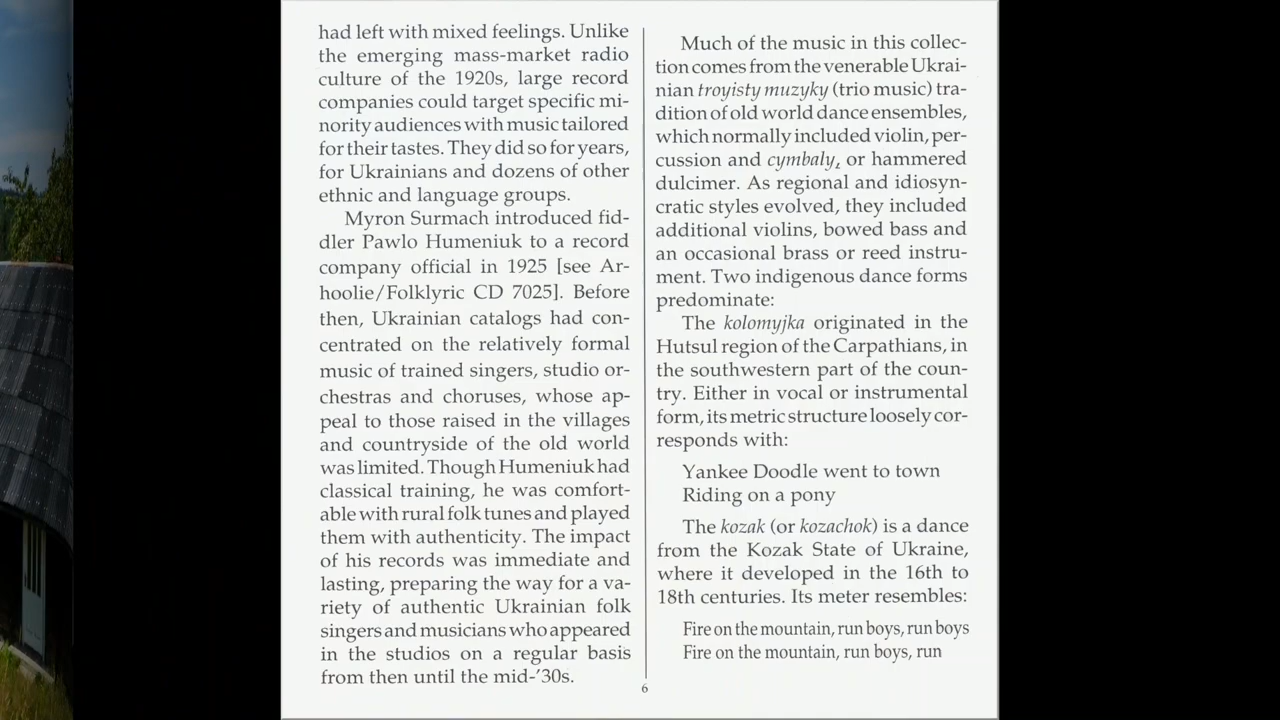 had left with mixed feelings. Unlike
the emerging mass-market radio
culture of the 1920s, large record
companies could target specific mi-
nority audiences with music tailored
for their tastes. They did so for years,
for Ukrainians and dozens of other
ethnic and language groups.
Myron Surmach introduced fid-
dler Pawlo Humeniuk to a record
company official in 1925 [see Ar-
hoolie/Folklyric CD 7025]. Before
then, Ukrainian catalogs had con-
centrated on the relatively formal
music of trained singers, studio or-
chestras and choruses, whose ap-
peal to those raised in the villages
and countryside of the old world
was limited. Though Humeniuk had
classical training, he was comfort-
able with rural folk tunes and played
them with authenticity. The impact
of his records was immediate and
lasting, preparing the way for a va-
riety of authentic Ukrainian folk
singers and musicians who appeared
in the studios on a regular basis
from then until the mid-'30s.
Much of the music in this collec-
tion comes from the venerable Ukrai-
nian troyisty muzyky (trio music) tra-
dition of old world dance ensembles,
which normally included violin, per-
cussion and cymbaly, or hammered
dulcimer. As regional and idiosyn-
cratic styles evolved, they included
additional violins, bowed bass and
an occasional brass or reed instru-
ment. Two indigenous dance forms
predominate:
The kolomyjka originated in the
Hutsul region of the Carpathians, in
the southwestern part of the coun-
try. Either in vocal or instrumental
form, its metric structure loosely cor-
responds with:
Yankee Doodle went to town
Riding on a pony
The kozak (or kozachok) is a dance
from the Kozak State of Ukraine,
where it developed in the 16th to
18th centuries. Its meter resembles:
Fire on the mountain, run boys, run boys
Fire on the mountain, run boys, run
6